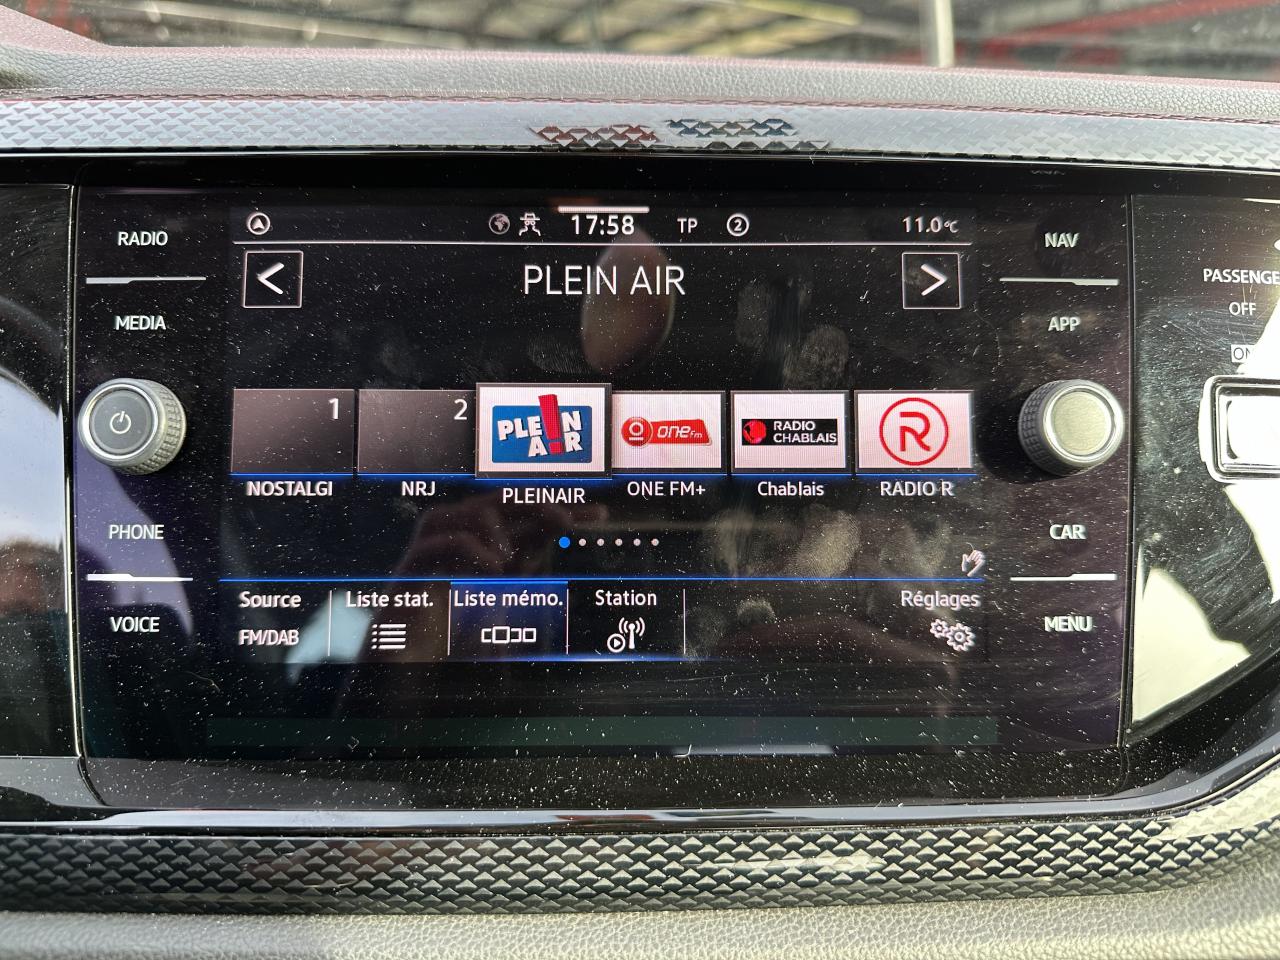 RADIO
MEDIA
PHONE
VOICE
17:58 TP 2 11.0°C
PLEIN AIR
1 2
PLEIN AIR
one fm
RADIO CHABLAIS
R
NOSTALGI NRJ PLEINAIR ONE FM+ Chablais RADIO R
Source Liste stat. Liste mémo. Station Réglages
FM/DAB
NAV
APP
CAR
MENU
PASSENGE
OFF
ON